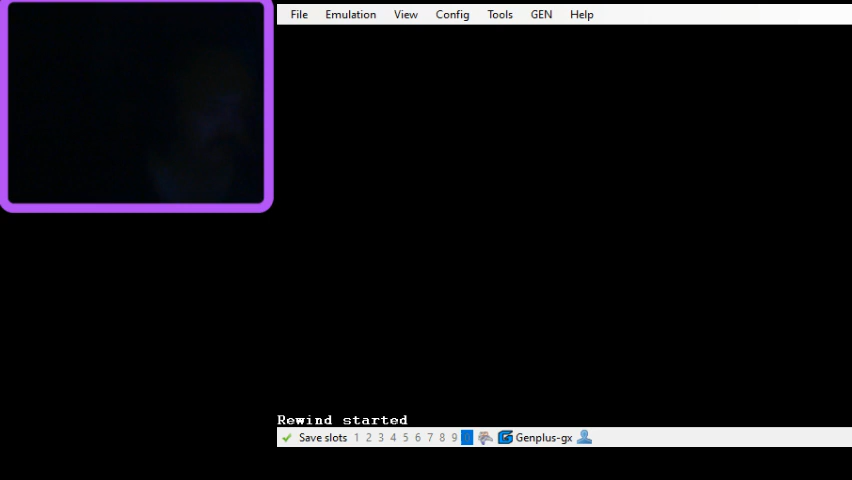 File Emulation View Config Tools GEN Help
Rewind started
Save slots 1 2 3 4 5 6 7 8 9 Genplus-gx